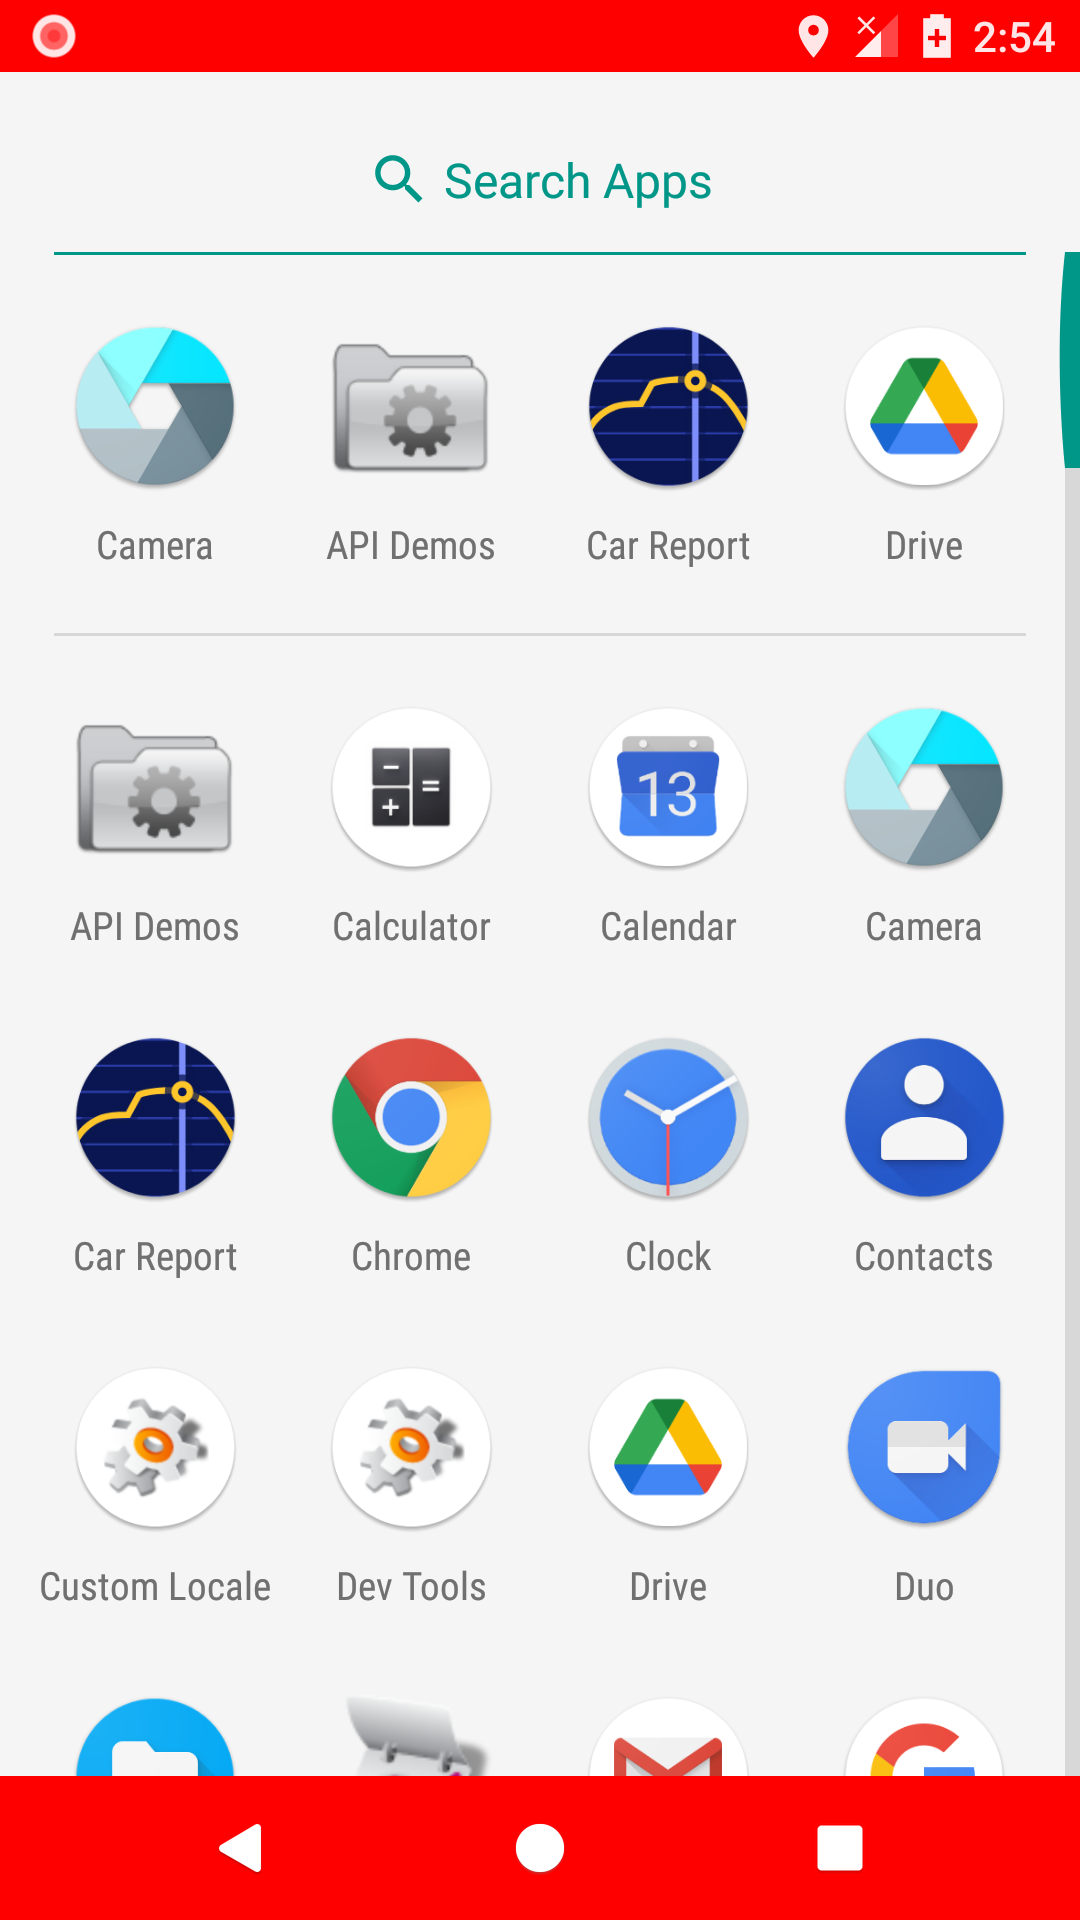 2:54
Search Apps
Camera API Demos Car Report Drive
API Demos Calculator Calendar Camera
13
Car Report Chrome Clock Contacts
Custom Locale Dev Tools Drive Duo